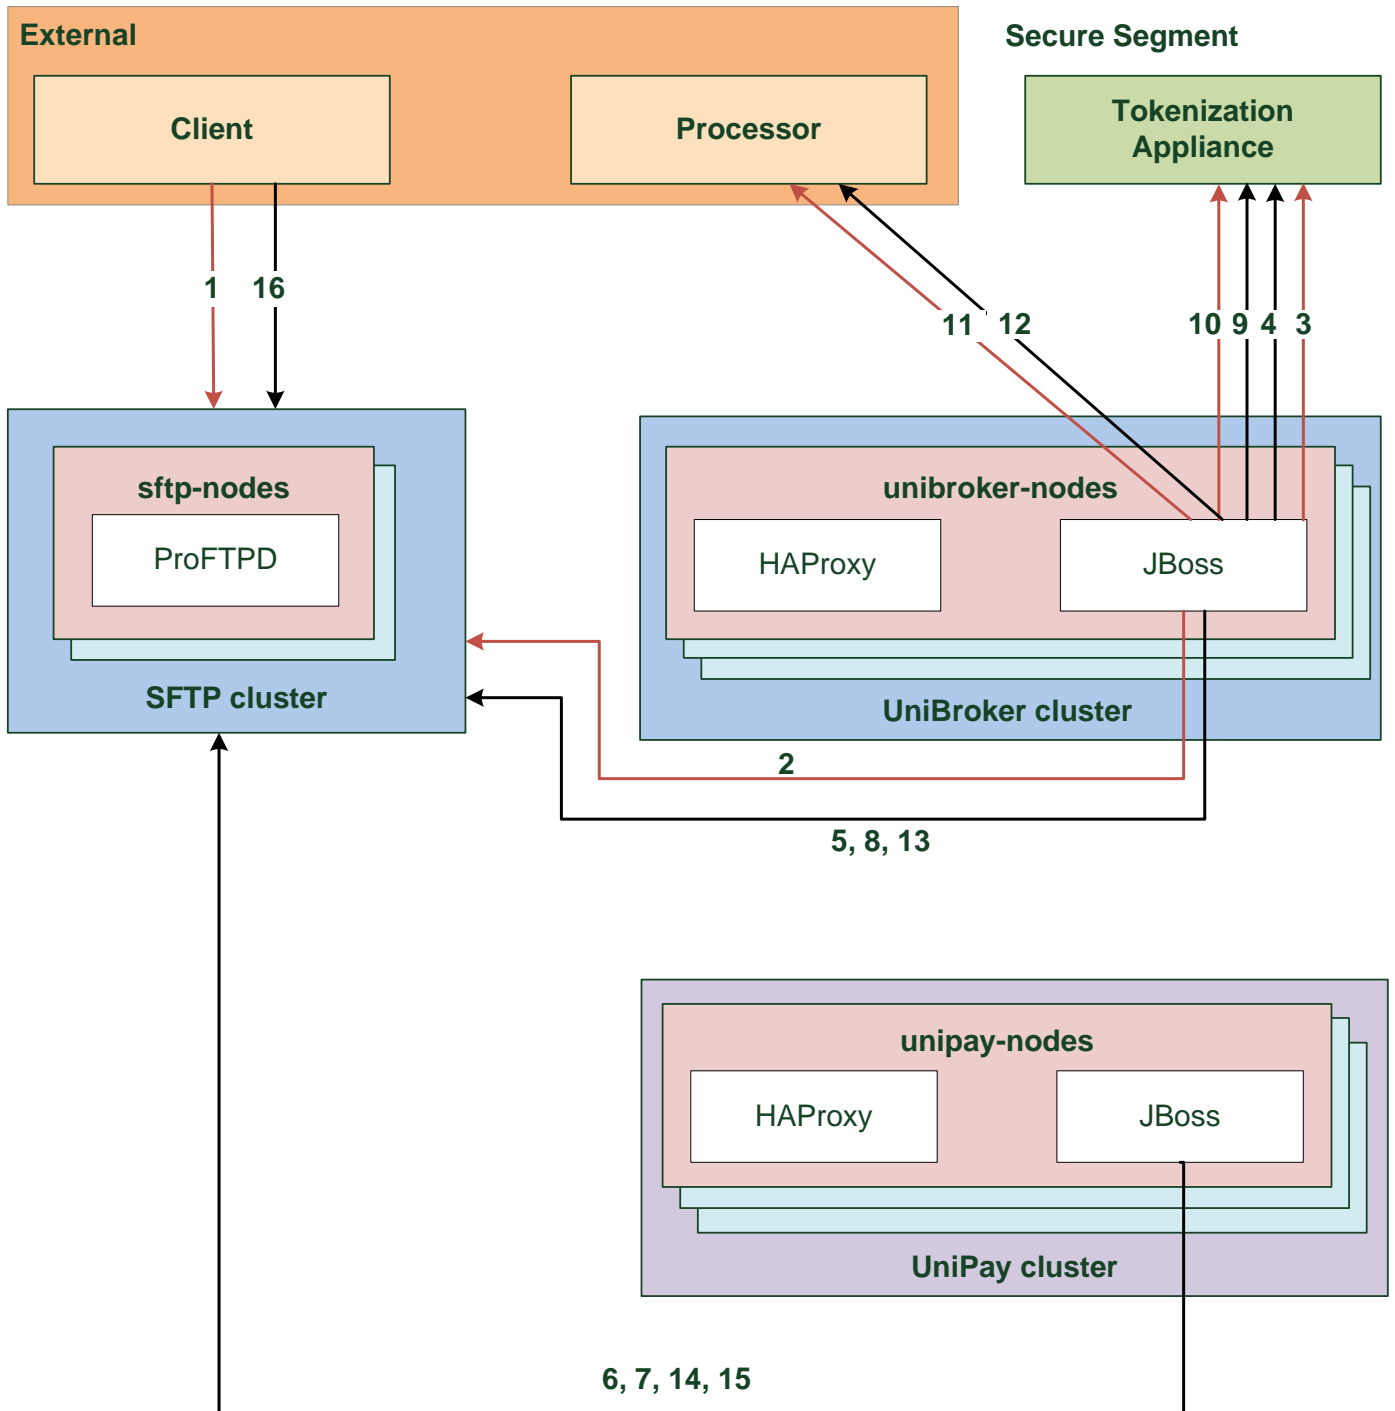 External
Secure Segment
Client
Processor
Tokenization
Appliance
1
16
11
12
10
9
4
3
sftp-nodes
ProFTPD
SFTP cluster
unibroker-nodes
HAProxy
JBoss
UniBroker cluster
2
5, 8, 13
unipay-nodes
HAProxy
JBoss
UniPay cluster
6, 7, 14, 15